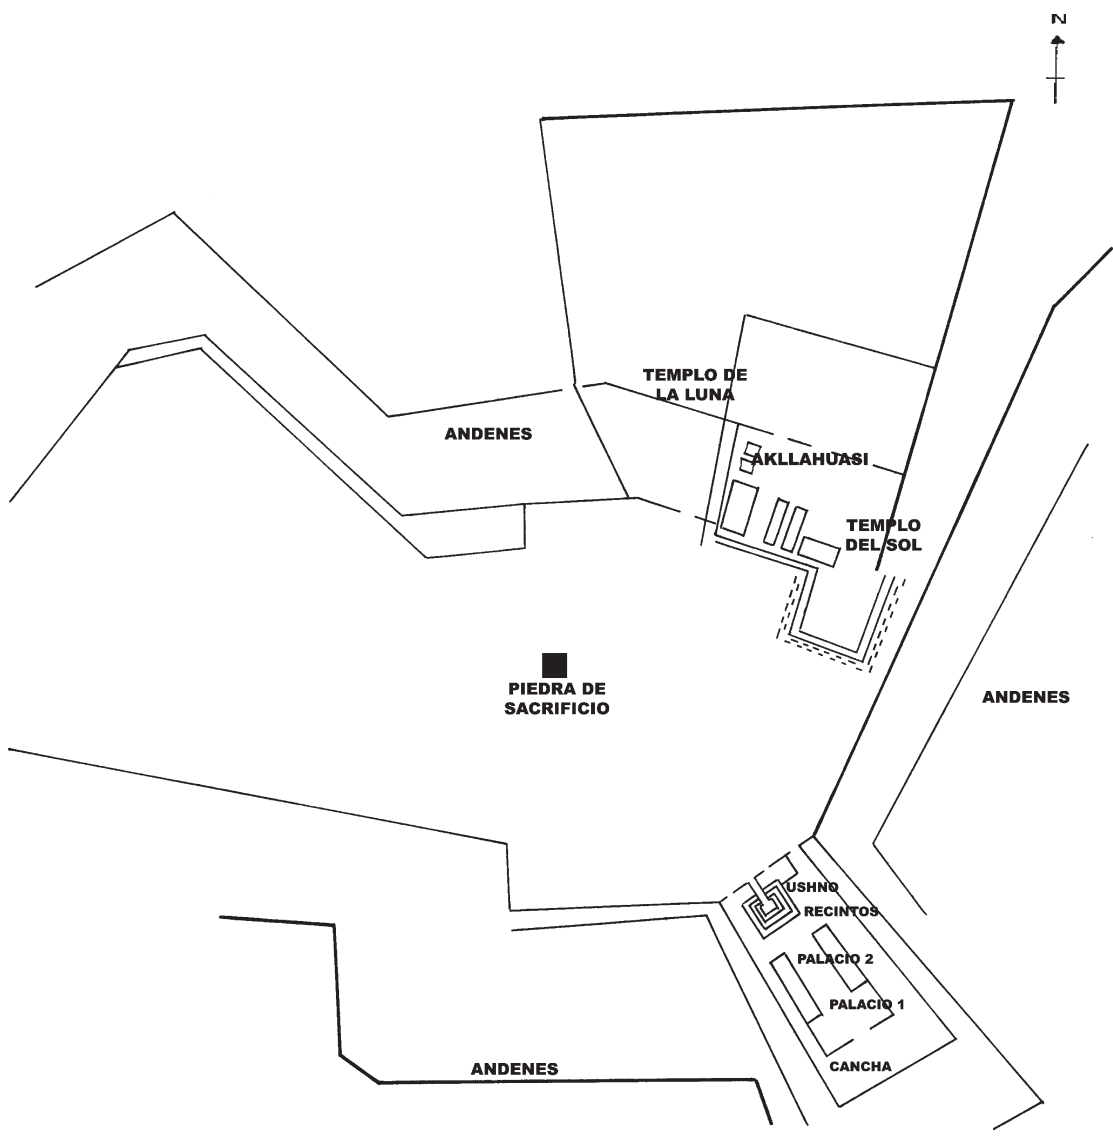 N
TEMPLO DE
LA LUNA
ANDENES
AKLLAHUASI
TEMPLO
DEL SOL
PIEDRA DE
SACRIFICIO
ANDENES
USHNO
RECINTOS
PALACIO 2
PALACIO 1
CANCHA
ANDENES